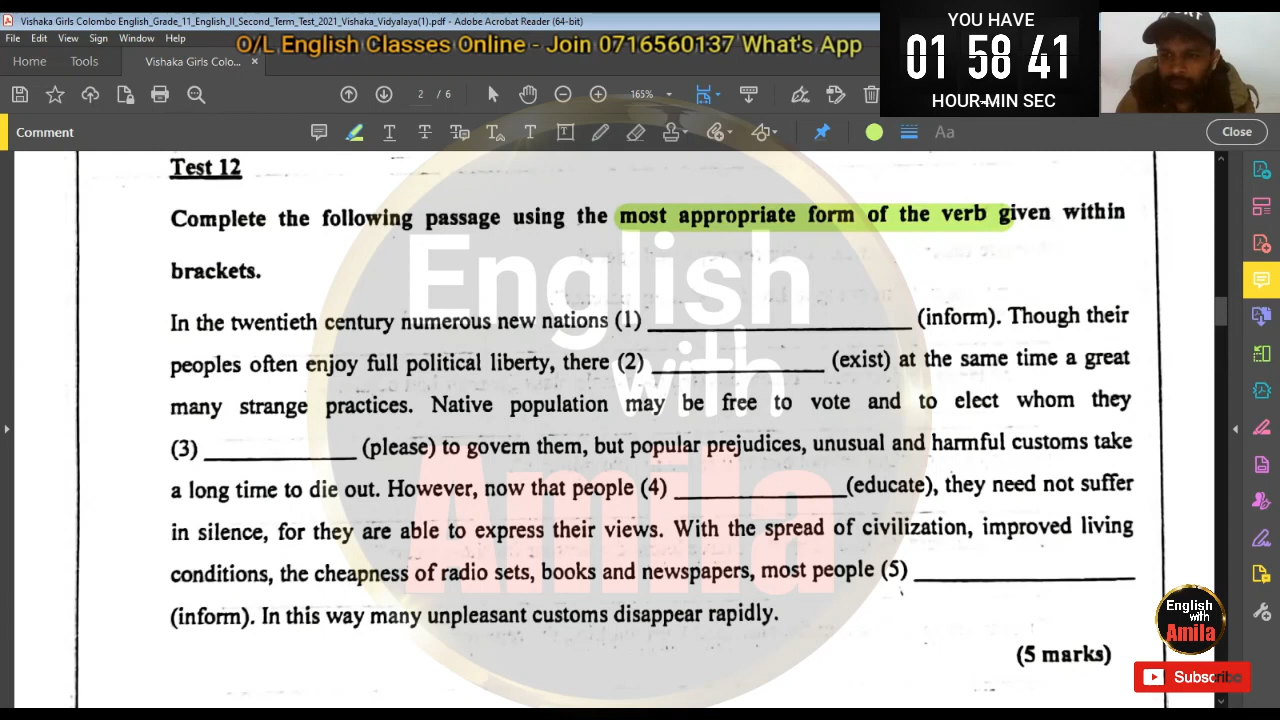 Vishaka Girls Colombo English_Grade_11_English_II_Second_Term_Test_2021_Vishaka_Vidyalaya(1).pdf - Adobe Acrobat Reader (64-bit)
File Edit View Sign Window Help
O/L English Classes Online - Join 0716560137 What's App
YOU HAVE
01 58 41
HOUR MIN SEC
Home Tools Vishaka Girls Colo... ×
2 / 6 165%
Comment Aa Close
Test 12
Complete the following passage using the most appropriate form of the verb given within
brackets.
In the twentieth century numerous new nations (1) ____________________ (inform). Though their
peoples often enjoy full political liberty, there (2) ______________ (exist) at the same time a great
many strange practices. Native population may be free to vote and to elect whom they
(3) ____________ (please) to govern them, but popular prejudices, unusual and harmful customs take
a long time to die out. However, now that people (4) ______________(educate), they need not suffer
in silence, for they are able to express their views. With the spread of civilization, improved living
conditions, the cheapness of radio sets, books and newspapers, most people (5) ________________
(inform). In this way many unpleasant customs disappear rapidly.
(5 marks)
English
with
Amila
English
with
Amila
Subscribe